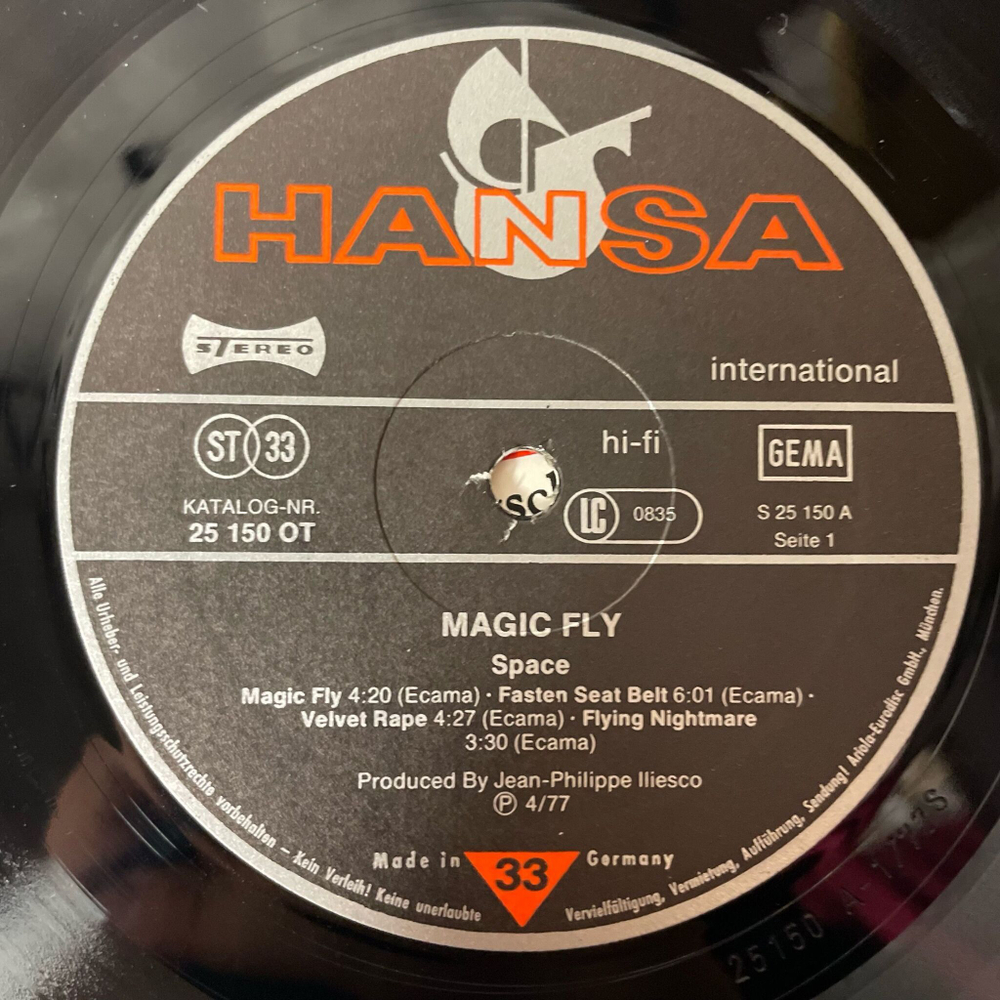 HANSA
STEREO
international
ST 33
hi-fi
GEMA
KATALOG-NR.
25 150 OT
LC 0835
S 25 150 A
Seite 1
MAGIC FLY
Space
Magic Fly 4:20 (Ecama) · Fasten Seat Belt 6:01 (Ecama) ·
Velvet Rape 4:27 (Ecama) · Flying Nightmare
3:30 (Ecama)
Produced By Jean-Philippe Iliesco
Ⓟ 4/77
Made in 33 Germany
Alle Urheber- und Leistungsschutzrechte vorbehalten – Kein Verleih! Keine unerlaubte Vervielfältigung, Vermietung, Aufführung, Sendung! Ariola-Eurodisc GmbH., München.
25150 A